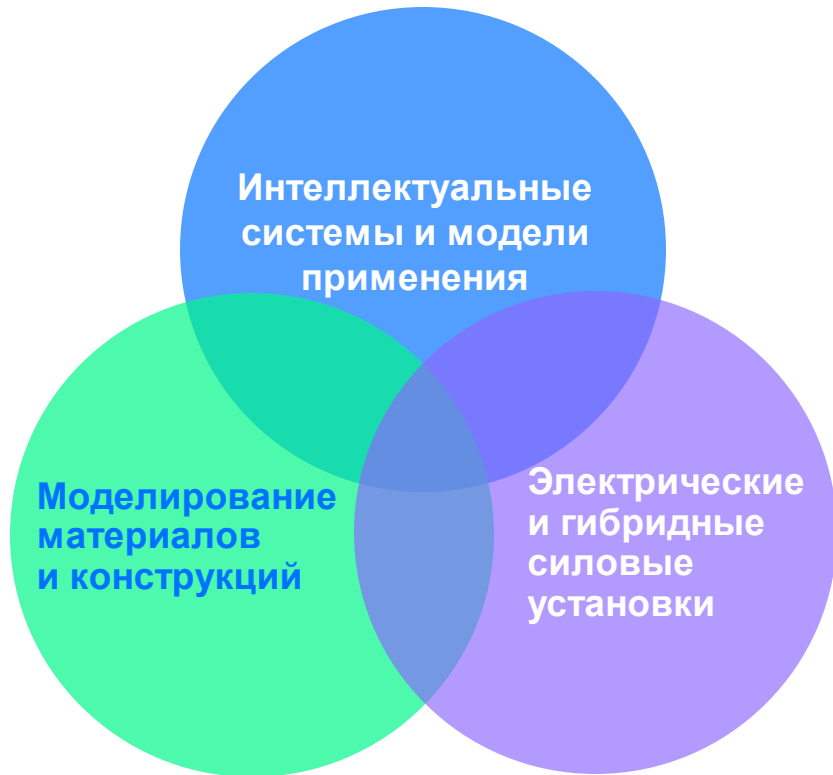 Интеллектуальные
системы и модели
применения
Моделирование
материалов
и конструкций
Электрические
и гибридные
силовые
установки